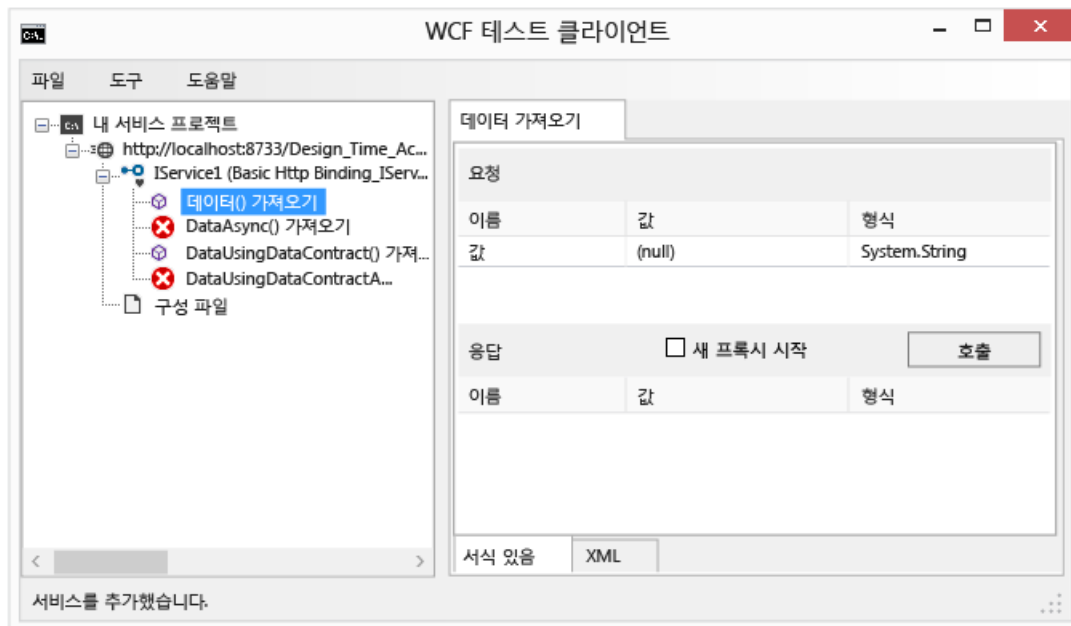 WCF 테스트 클라이언트
파일 도구 도움말
내 서비스 프로젝트
http://localhost:8733/Design_Time_Ac...
IService1 (Basic Http Binding_IServ...
데이터() 가져오기
DataAsync() 가져오기
DataUsingDataContract() 가져...
DataUsingDataContractA...
구성 파일
데이터 가져오기
요청
이름 값 형식
값 (null) System.String
응답 새 프록시 시작 호출
이름 값 형식
서식 있음 XML
서비스를 추가했습니다.